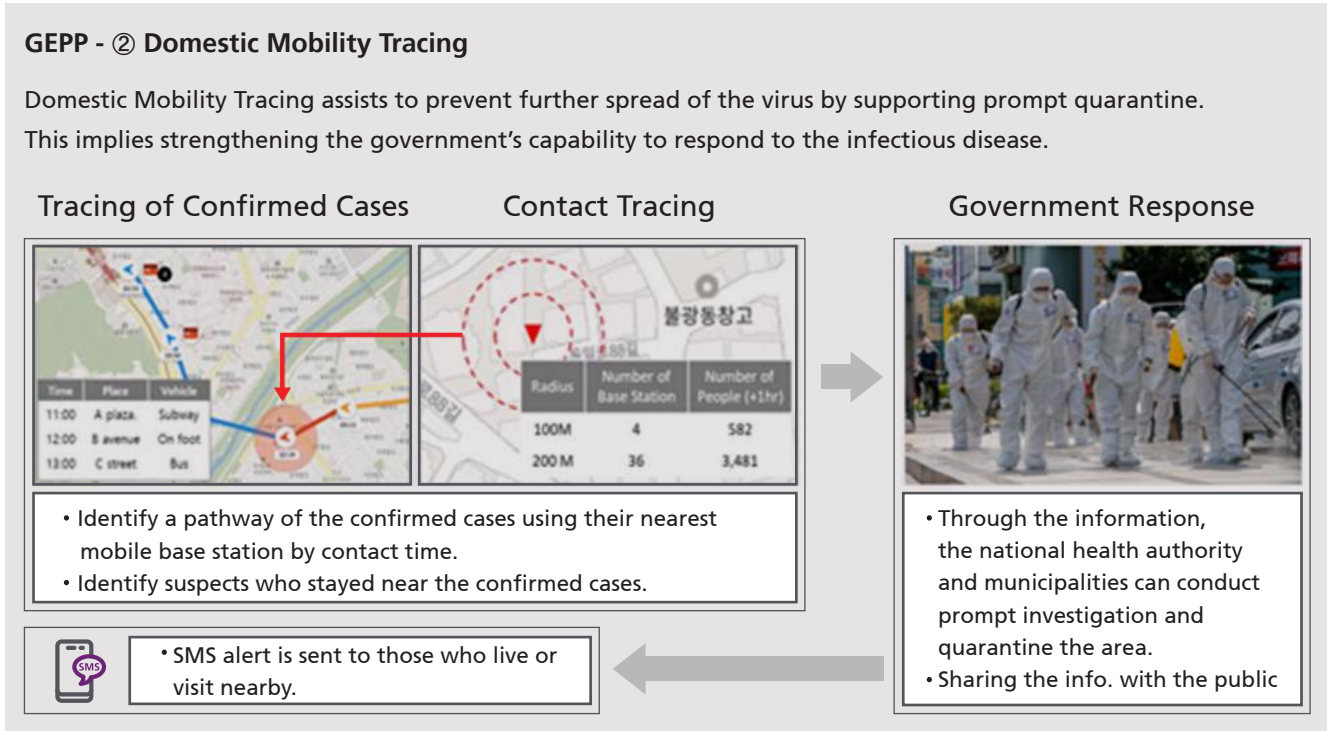 GEPP - ② Domestic Mobility Tracing
Domestic Mobility Tracing assists to prevent further spread of the virus by supporting prompt quarantine.
This implies strengthening the government’s capability to respond to the infectious disease.
Tracing of Confirmed Cases
Contact Tracing
Government Response
Time Place Vehicle
11:00 A plaza. Subway
12:00 B avenue On foot
13:00 C street Bus
불광동창고
Radius Number of Base Station Number of People (+1hr)
100M 4 582
200 M 36 3,481
• Identify a pathway of the confirmed cases using their nearest
mobile base station by contact time.
• Identify suspects who stayed near the confirmed cases.
• Through the information,
the national health authority
and municipalities can conduct
prompt investigation and
quarantine the area.
• Sharing the info. with the public
SMS
• SMS alert is sent to those who live or
visit nearby.